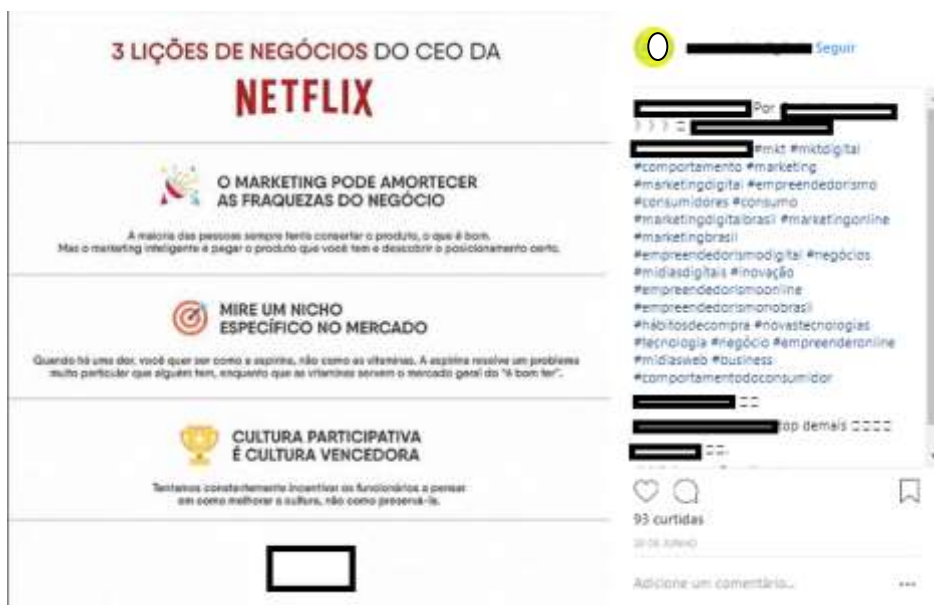 3 LIÇÕES DE NEGÓCIOS DO CEO DA
NETFLIX
O MARKETING PODE AMORTECER
AS FRAQUEZAS DO NEGÓCIO
A maioria das pessoas sempre tenta consertar o produto, o que é bom.
Mas o marketing inteligente é pegar o produto que você tem e descobrir o posicionamento certo.
MIRE UM NICHO
ESPECÍFICO NO MERCADO
Quando há uma dor, você quer ser como a aspirina, não como as vitaminas. A aspirina resolve um problema
muito particular que alguém tem, enquanto que as vitaminas servem o mercado geral do "é bom ter".
CULTURA PARTICIPATIVA
É CULTURA VENCEDORA
Tentamos constantemente incentivar os funcionários a pensar
em como melhorar a cultura, não como preservá-la.
Seguir
Por
#mkt #mktdigital
#comportamento #marketing
#marketingdigital #empreendedorismo
#consumidores #consumo
#marketingdigitalbrasil #marketingonline
#marketingbrasil
#empreendedorismodigital #negócios
#midiasdigitais #inovação
#empreendedorismoonline
#empreendedorismonobrasil
#hábitosdecompra #novastecnologias
#tecnologia #negócio #empreenderonline
#midiasweb #business
#comportamentodoconsumidor
top demais
93 curtidas
DE JUNHO
Adicione um comentário...